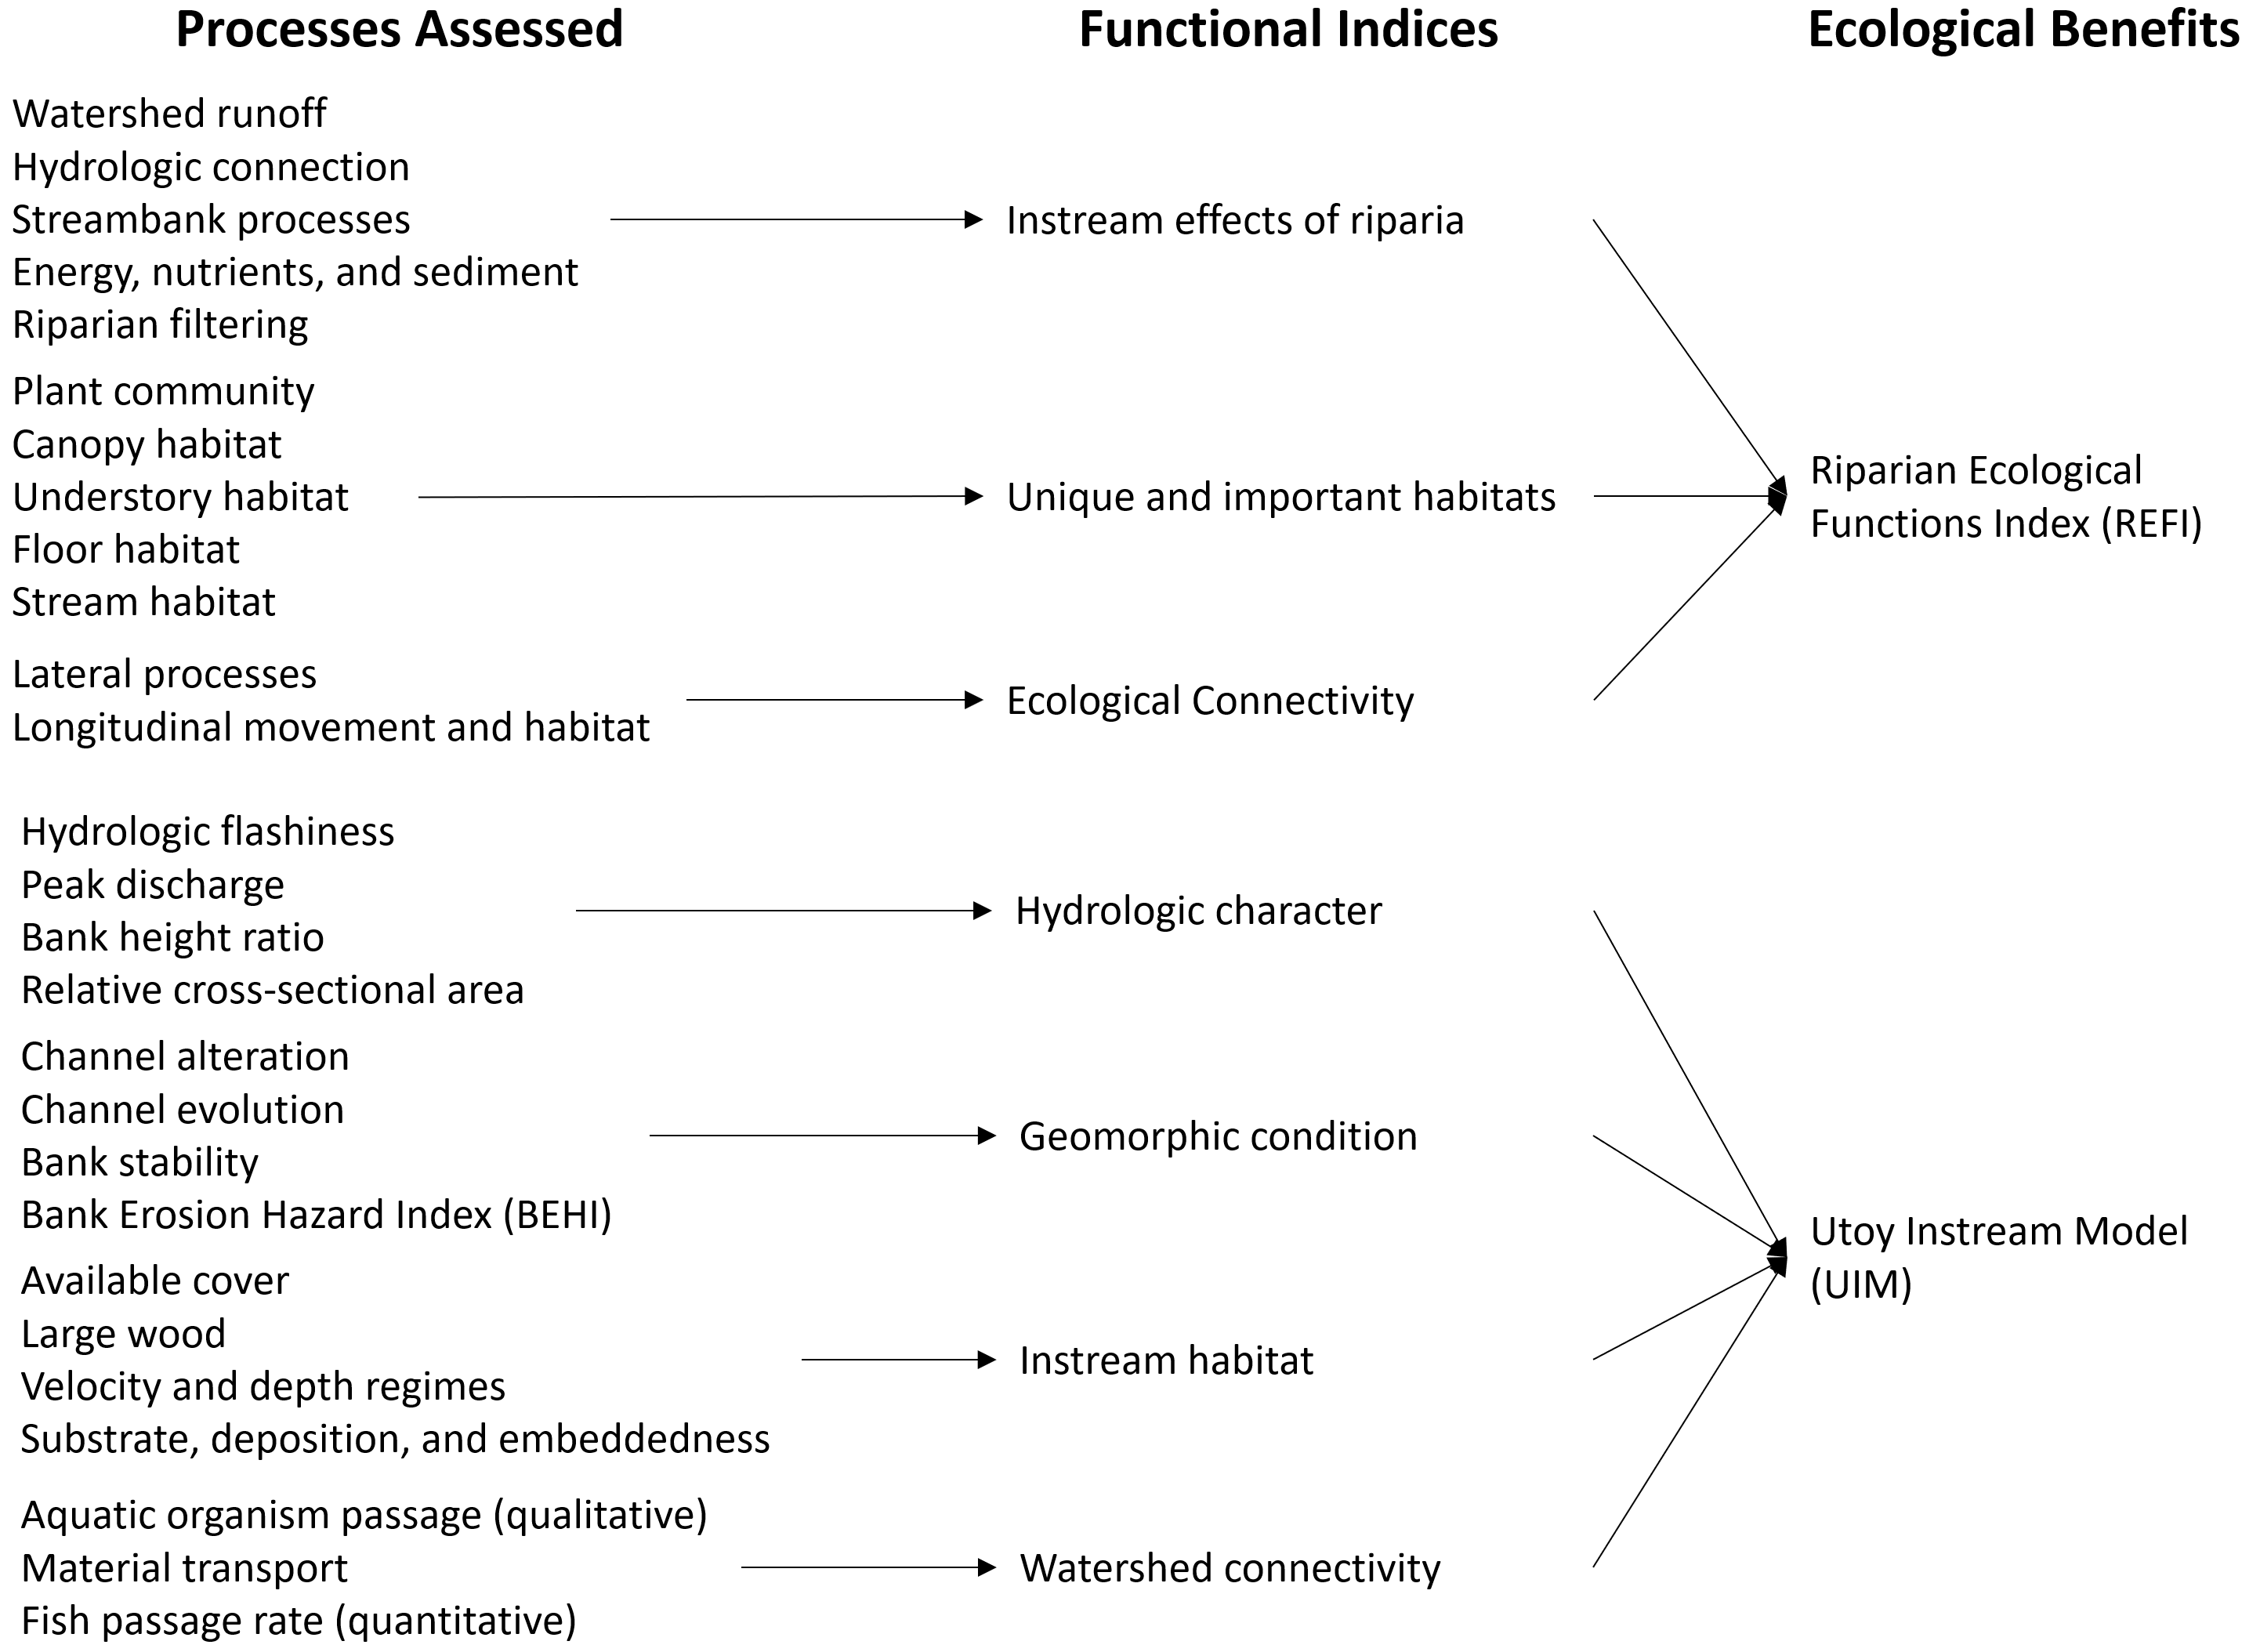 Processes Assessed
Functional Indices
Ecological Benefits
Watershed runoff
Hydrologic connection
Streambank processes
Energy, nutrients, and sediment
Riparian filtering
Instream effects of riparia
Plant community
Canopy habitat
Understory habitat
Floor habitat
Stream habitat
Unique and important habitats
Lateral processes
Longitudinal movement and habitat
Ecological Connectivity
Riparian Ecological
Functions Index (REFI)
Hydrologic flashiness
Peak discharge
Bank height ratio
Relative cross-sectional area
Hydrologic character
Channel alteration
Channel evolution
Bank stability
Bank Erosion Hazard Index (BEHI)
Geomorphic condition
Available cover
Large wood
Velocity and depth regimes
Substrate, deposition, and embeddedness
Instream habitat
Aquatic organism passage (qualitative)
Material transport
Fish passage rate (quantitative)
Watershed connectivity
Utoy Instream Model
(UIM)